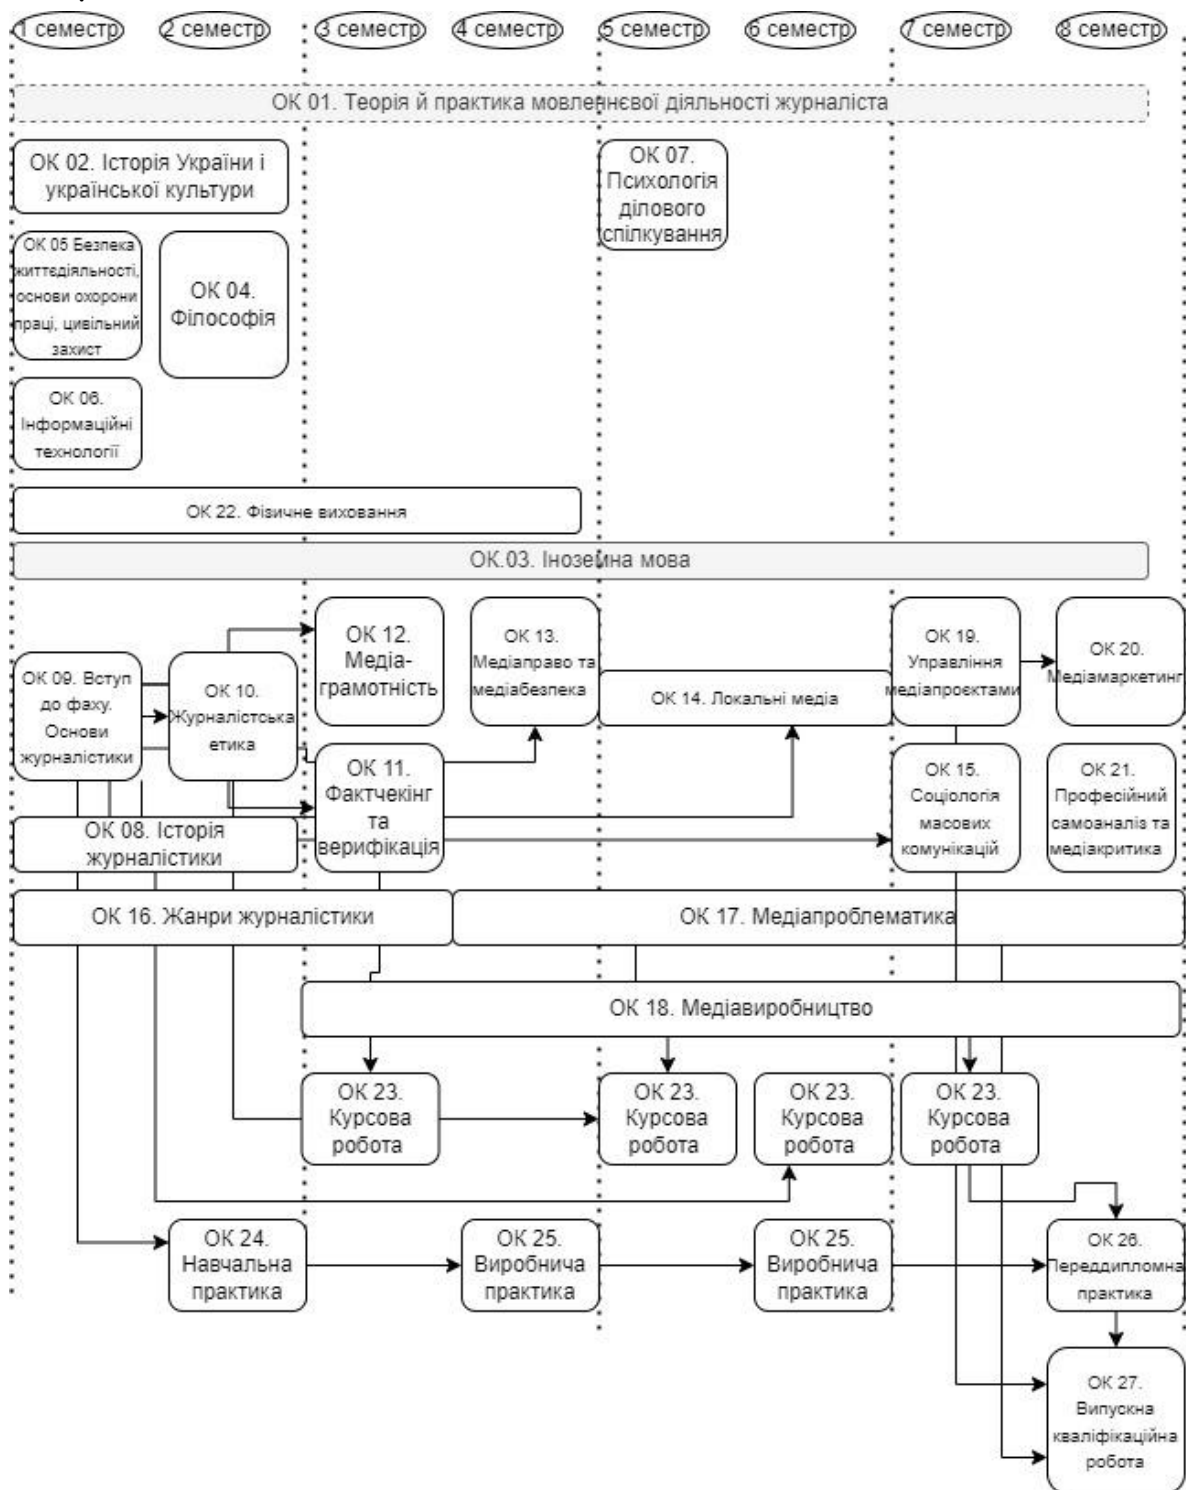 1 семестр
2 семестр
3 семестр
4 семестр
5 семестр
6 семестр
7 семестр
8 семестр
ОК 01. Теорія й практика мовленнєвої діяльності журналіста
ОК 02. Історія України і
української культури
ОК 07.
Психологія
ділового
спілкування
ОК 05 Безпека
життєдіяльності,
основи охорони
праці, цивільний
захист
ОК 04.
Філософія
ОК 06.
Інформаційні
технології
ОК 22. Фізичне виховання
ОК.03. Іноземна мова
ОК 09. Вступ
до фаху.
Основи
журналістики
ОК 10.
Журналістська
етика
ОК 12.
Медіа-
грамотність
ОК 13.
Медіаправо та
медіабезпека
ОК 14. Локальні медіа
ОК 19.
Управління
медіапроєктами
ОК 20.
Медіамаркетинг
ОК 11.
Фактчекінг
та
верифікація
ОК 15.
Соціологія
масових
комунікацій
ОК 21.
Професійний
самоаналіз та
медіакритика
ОК 08. Історія
журналістики
ОК 16. Жанри журналістики
ОК 17. Медіапроблематика
ОК 18. Медіавиробництво
ОК 23.
Курсова
робота
ОК 23.
Курсова
робота
ОК 23.
Курсова
робота
ОК 23.
Курсова
робота
ОК 24.
Навчальна
практика
ОК 25.
Виробнича
практика
ОК 25.
Виробнича
практика
ОК 26.
Переддипломна
практика
ОК 27.
Випускна
кваліфікаційна
робота